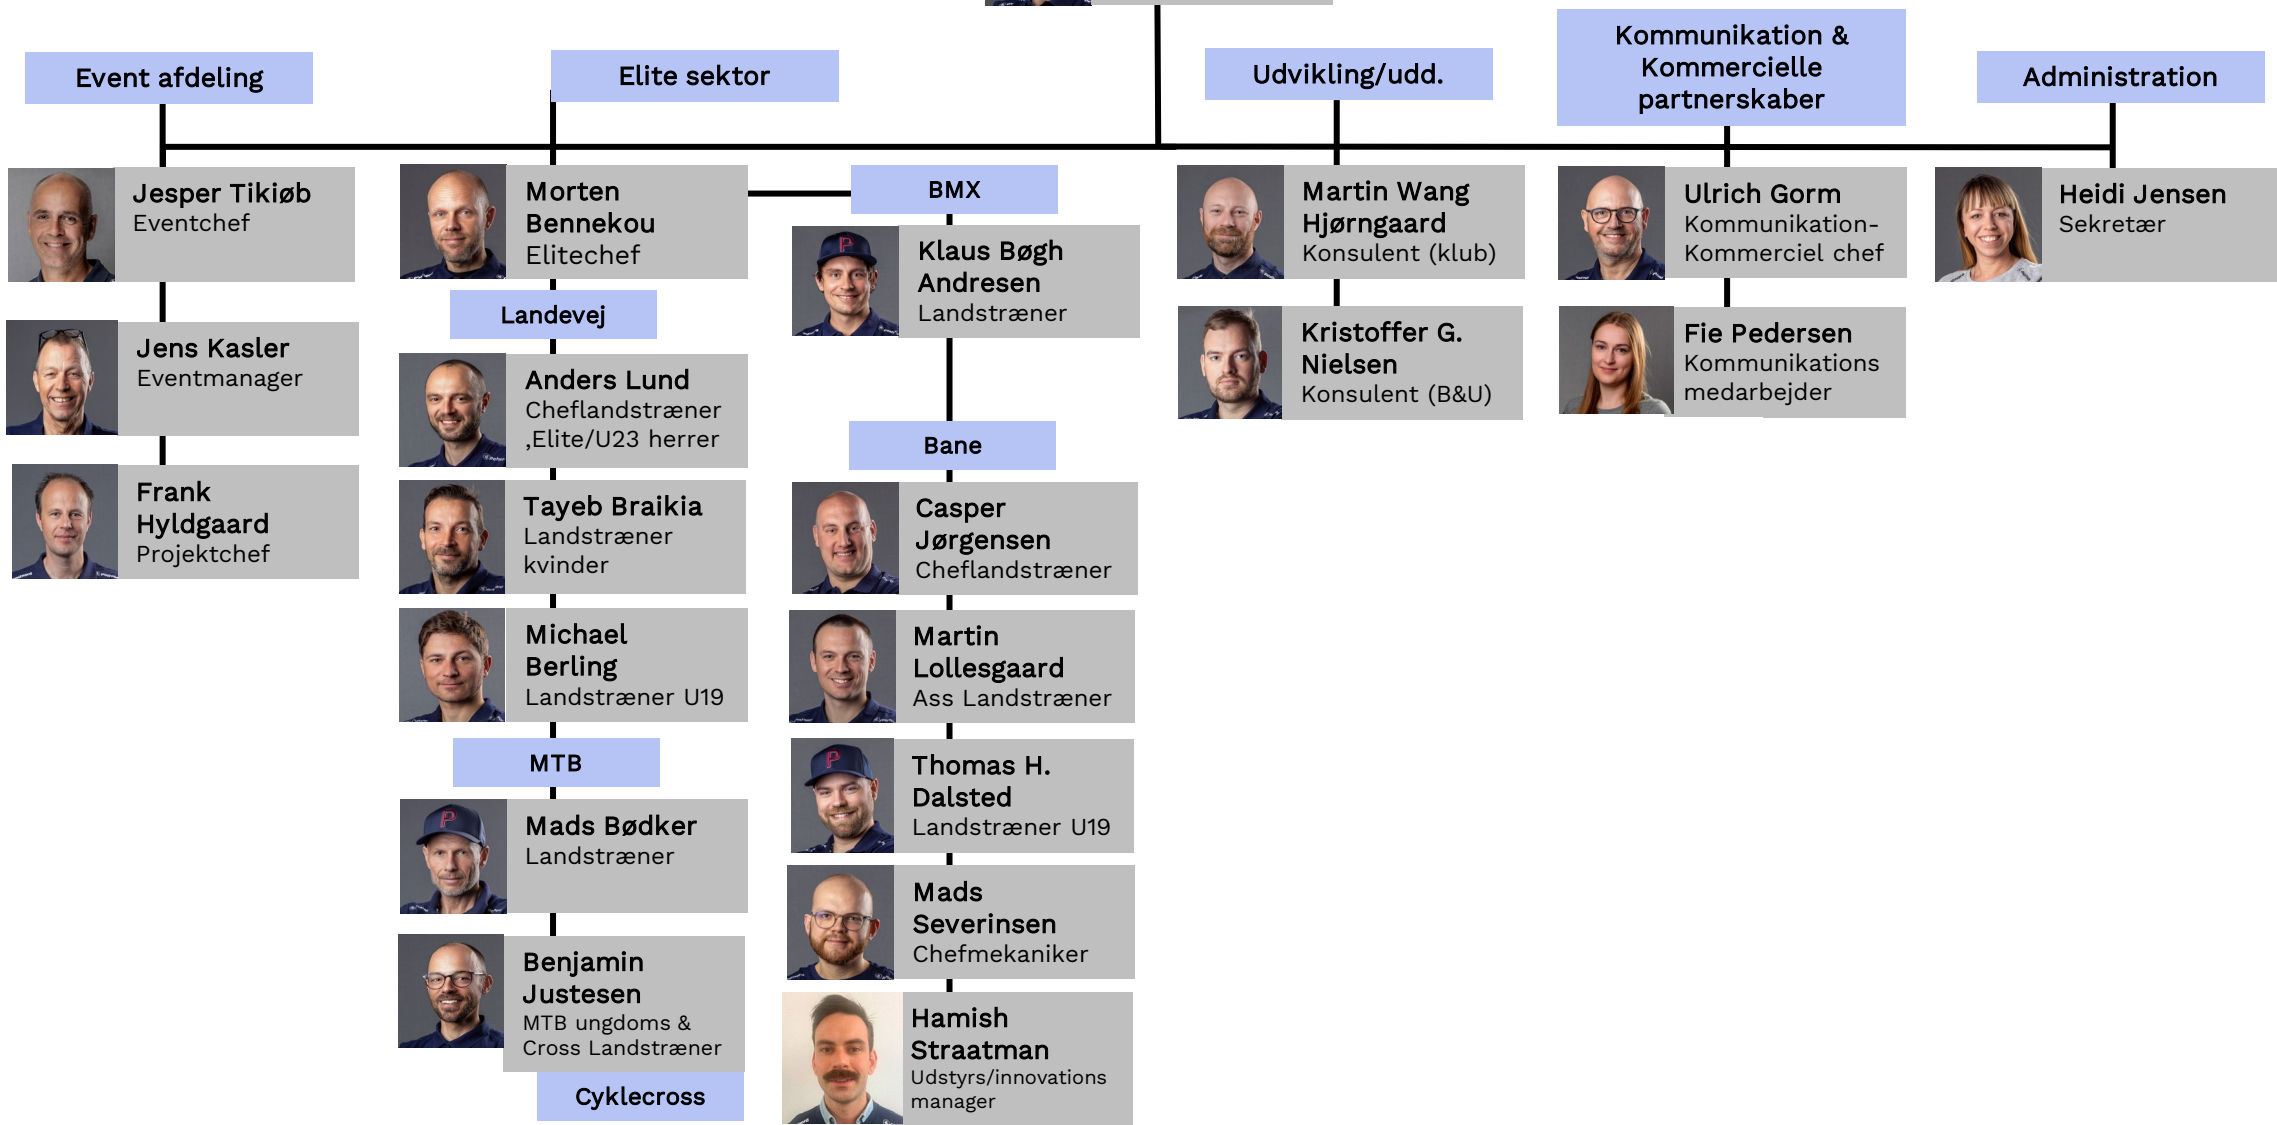 Event afdeling
Elite sektor
Udvikling/udd.
Kommunikation &
Kommercielle
partnerskaber
Administration
Jesper Tikiøb
Eventchef
Jens Kasler
Eventmanager
Frank
Hyldgaard
Projektchef
Morten
Bennekou
Elitechef
Landevej
Anders Lund
Cheflandstræner
,Elite/U23 herrer
Tayeb Braikia
Landstræner
kvinder
Michael
Berling
Landstræner U19
MTB
Mads Bødker
Landstræner
Benjamin
Justesen
MTB ungdoms &
Cross Landstræner
Cyklecross
BMX
Klaus Bøgh
Andresen
Landstræner
Bane
Casper
Jørgensen
Cheflandstræner
Martin
Lollesgaard
Ass Landstræner
Thomas H.
Dalsted
Landstræner U19
Mads
Severinsen
Chefmekaniker
Hamish
Straatman
Udstyrs/innovations
manager
Martin Wang
Hjørngaard
Konsulent (klub)
Kristoffer G.
Nielsen
Konsulent (B&U)
Ulrich Gorm
Kommunikation-
Kommerciel chef
Fie Pedersen
Kommunikations
medarbejder
Heidi Jensen
Sekretær